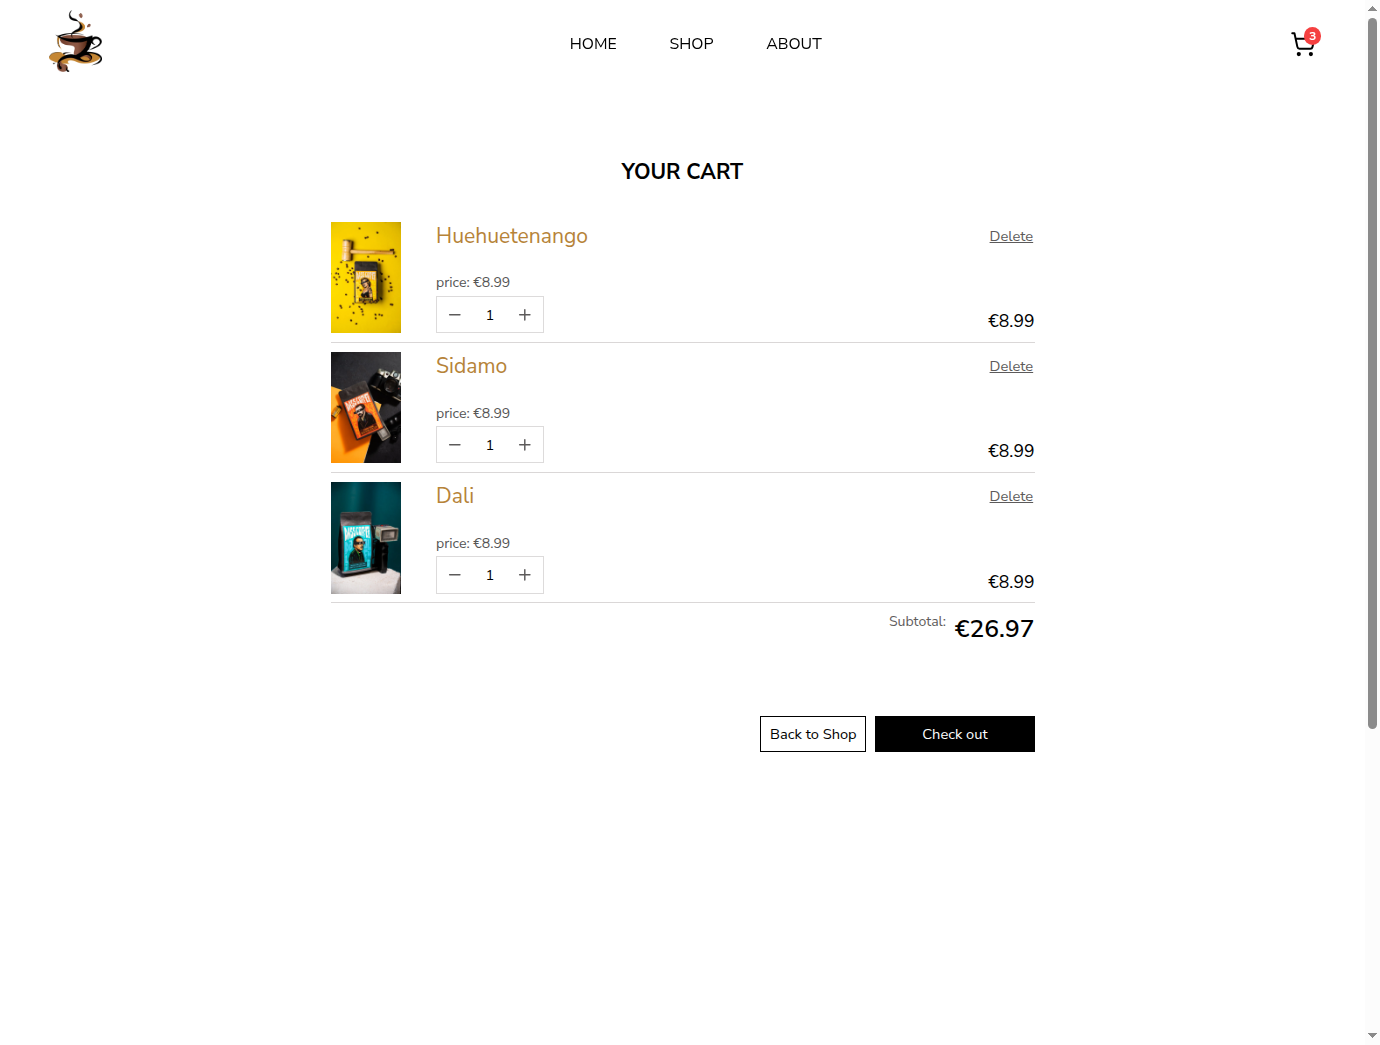 HOME SHOP ABOUT 3
YOUR CART
Huehuetenango Delete
price: €8.99
− 1 + €8.99
Sidamo Delete
price: €8.99
− 1 + €8.99
Dali Delete
price: €8.99
− 1 + €8.99
Subtotal: €26.97
Back to Shop Check out